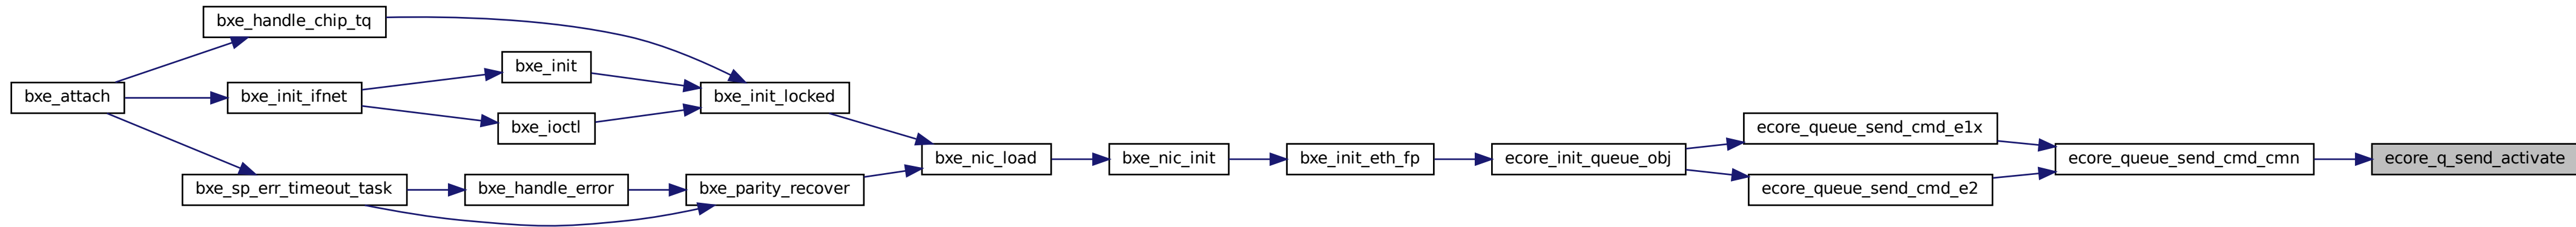 bxe_handle_chip_tq
bxe_init
bxe_attach
bxe_init_ifnet
bxe_init_locked
bxe_ioctl
ecore_queue_send_cmd_e1x
bxe_nic_load
bxe_nic_init
bxe_init_eth_fp
ecore_init_queue_obj
ecore_queue_send_cmd_cmn
ecore_q_send_activate
bxe_sp_err_timeout_task
bxe_handle_error
bxe_parity_recover
ecore_queue_send_cmd_e2